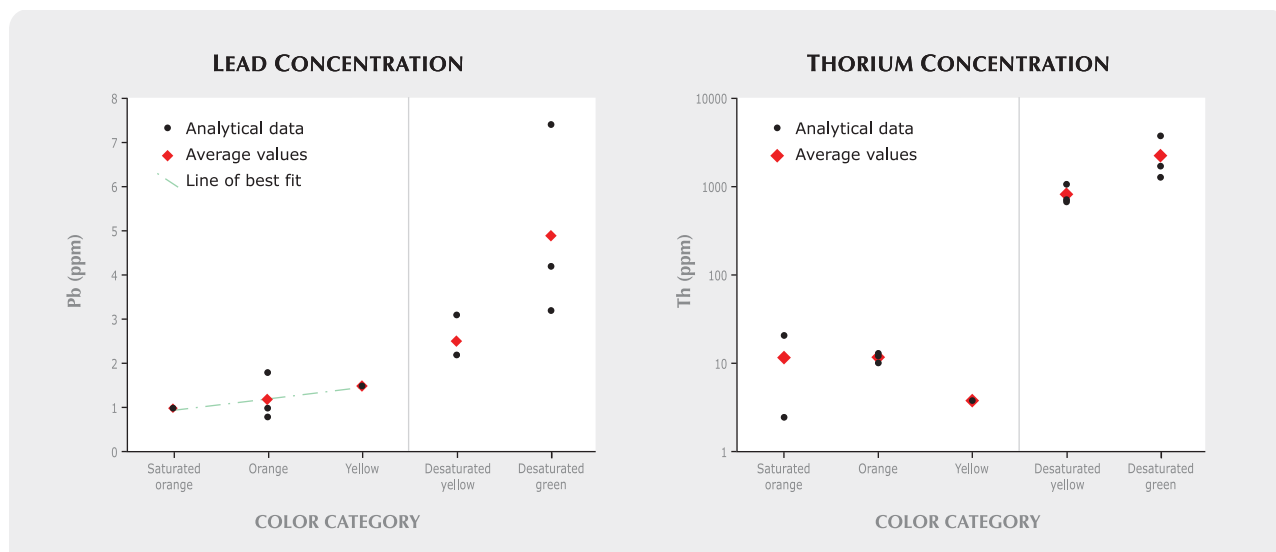 LEAD CONCENTRATION
8
7
6
5
4
3
2
1
0
Pb (ppm)
Analytical data
Average values
Line of best fit
Saturated
orange
Orange
Yellow
Desaturated
yellow
Desaturated
green
COLOR CATEGORY
THORIUM CONCENTRATION
10000
1000
100
10
1
Th (ppm)
Analytical data
Average values
Saturated
orange
Orange
Yellow
Desaturated
yellow
Desaturated
green
COLOR CATEGORY